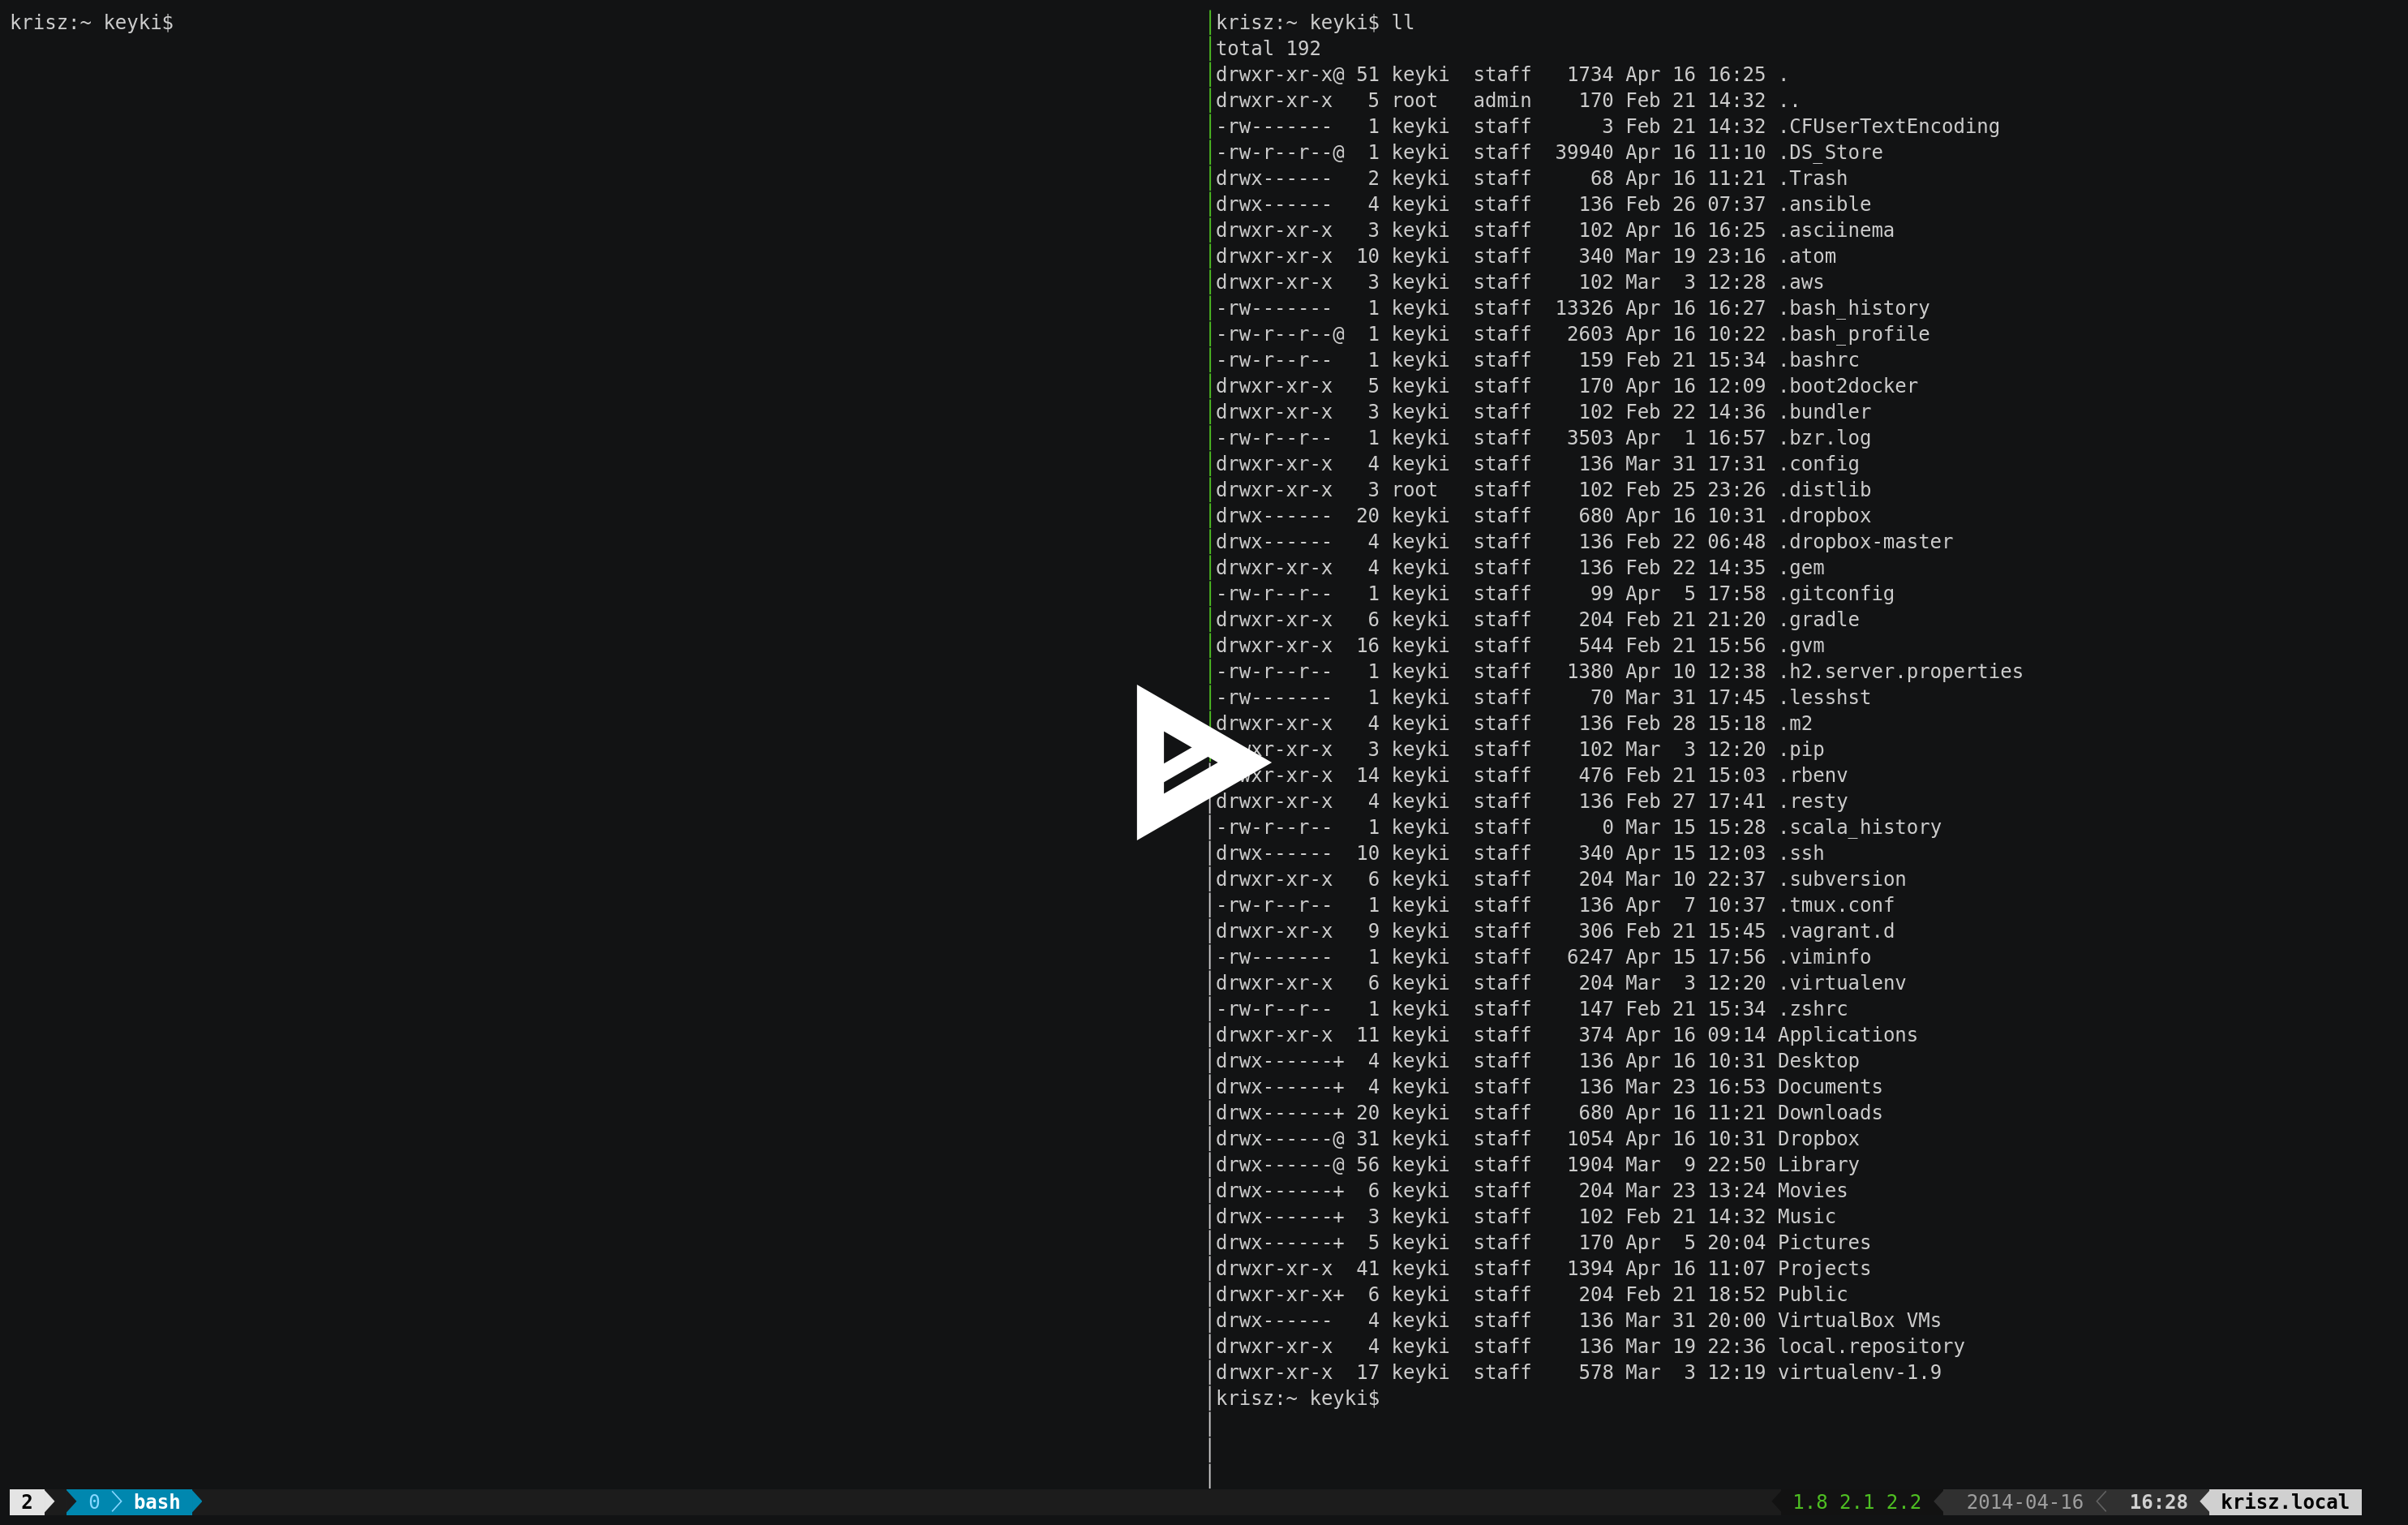 krisz:~ keyki$
krisz:~ keyki$ ll
total 192
drwxr-xr-x@ 51 keyki  staff   1734 Apr 16 16:25 .
drwxr-xr-x   5 root   admin    170 Feb 21 14:32 ..
-rw-------   1 keyki  staff      3 Feb 21 14:32 .CFUserTextEncoding
-rw-r--r--@  1 keyki  staff  39940 Apr 16 11:10 .DS_Store
drwx------   2 keyki  staff     68 Apr 16 11:21 .Trash
drwx------   4 keyki  staff    136 Feb 26 07:37 .ansible
drwxr-xr-x   3 keyki  staff    102 Apr 16 16:25 .asciinema
drwxr-xr-x  10 keyki  staff    340 Mar 19 23:16 .atom
drwxr-xr-x   3 keyki  staff    102 Mar  3 12:28 .aws
-rw-------   1 keyki  staff  13326 Apr 16 16:27 .bash_history
-rw-r--r--@  1 keyki  staff   2603 Apr 16 10:22 .bash_profile
-rw-r--r--   1 keyki  staff    159 Feb 21 15:34 .bashrc
drwxr-xr-x   5 keyki  staff    170 Apr 16 12:09 .boot2docker
drwxr-xr-x   3 keyki  staff    102 Feb 22 14:36 .bundler
-rw-r--r--   1 keyki  staff   3503 Apr  1 16:57 .bzr.log
drwxr-xr-x   4 keyki  staff    136 Mar 31 17:31 .config
drwxr-xr-x   3 root   staff    102 Feb 25 23:26 .distlib
drwx------  20 keyki  staff    680 Apr 16 10:31 .dropbox
drwx------   4 keyki  staff    136 Feb 22 06:48 .dropbox-master
drwxr-xr-x   4 keyki  staff    136 Feb 22 14:35 .gem
-rw-r--r--   1 keyki  staff     99 Apr  5 17:58 .gitconfig
drwxr-xr-x   6 keyki  staff    204 Feb 21 21:20 .gradle
drwxr-xr-x  16 keyki  staff    544 Feb 21 15:56 .gvm
-rw-r--r--   1 keyki  staff   1380 Apr 10 12:38 .h2.server.properties
-rw-------   1 keyki  staff     70 Mar 31 17:45 .lesshst
drwxr-xr-x   4 keyki  staff    136 Feb 28 15:18 .m2
3 keyki  staff    102 Mar  3 12:20 .pip
14 keyki  staff    476 Feb 21 15:03 .rbenv
drwxr-xr-x   4 keyki  staff    136 Feb 27 17:41 .resty
-rw-r--r--   1 keyki  staff      0 Mar 15 15:28 .scala_history
drwx------  10 keyki  staff    340 Apr 15 12:03 .ssh
drwxr-xr-x   6 keyki  staff    204 Mar 10 22:37 .subversion
-rw-r--r--   1 keyki  staff    136 Apr  7 10:37 .tmux.conf
drwxr-xr-x   9 keyki  staff    306 Feb 21 15:45 .vagrant.d
-rw-------   1 keyki  staff   6247 Apr 15 17:56 .viminfo
drwxr-xr-x   6 keyki  staff    204 Mar  3 12:20 .virtualenv
-rw-r--r--   1 keyki  staff    147 Feb 21 15:34 .zshrc
drwxr-xr-x  11 keyki  staff    374 Apr 16 09:14 Applications
drwx------+  4 keyki  staff    136 Apr 16 10:31 Desktop
drwx------+  4 keyki  staff    136 Mar 23 16:53 Documents
drwx------+ 20 keyki  staff    680 Apr 16 11:21 Downloads
drwx------@ 31 keyki  staff   1054 Apr 16 10:31 Dropbox
drwx------@ 56 keyki  staff   1904 Mar  9 22:50 Library
drwx------+  6 keyki  staff    204 Mar 23 13:24 Movies
drwx------+  3 keyki  staff    102 Feb 21 14:32 Music
drwx------+  5 keyki  staff    170 Apr  5 20:04 Pictures
drwxr-xr-x  41 keyki  staff   1394 Apr 16 11:07 Projects
drwxr-xr-x+  6 keyki  staff    204 Feb 21 18:52 Public
drwx------   4 keyki  staff    136 Mar 31 20:00 VirtualBox VMs
drwxr-xr-x   4 keyki  staff    136 Mar 19 22:36 local.repository
drwxr-xr-x  17 keyki  staff    578 Mar  3 12:19 virtualenv-1.9
krisz:~ keyki$
2 0 bash 1.8 2.1 2.2 2014-04-16 16:28 krisz.local